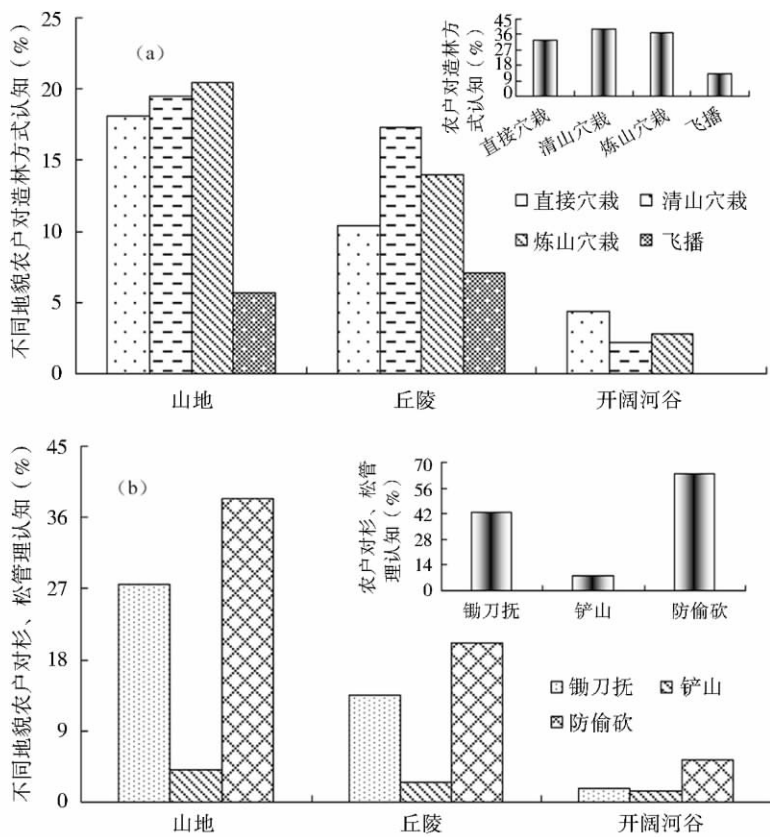 不同地貌农户对造林方式认知(%)
25
20
15
10
5
0
(a)
农户对造林方
式认知(%)
45
36
27
18
9
0
直接穴栽
清山穴栽
炼山穴栽
飞播
直接穴栽 清山穴栽
炼山穴栽 飞播
山地 丘陵 开阔河谷
不同地貌农户对杉、松管理认知(%)
45
36
27
18
9
0
(b)
农户对杉、松管
理认知(%)
70
56
42
28
14
0
锄刀抚 铲山 防偷砍
锄刀抚 铲山
防偷砍
山地 丘陵 开阔河谷